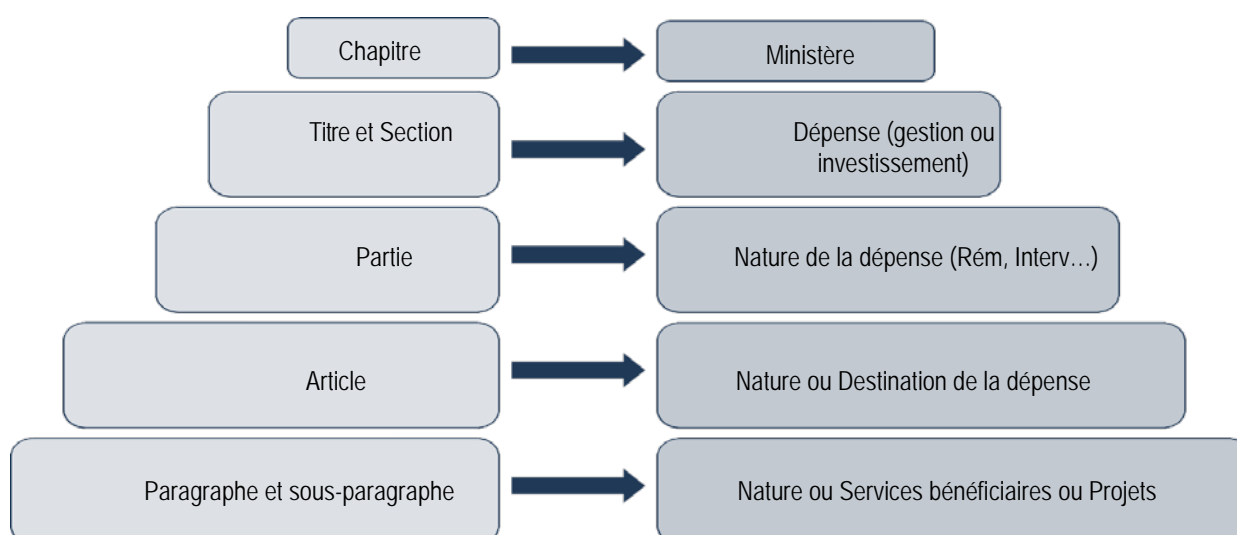 Chapitre
Ministère
Titre et Section
Dépense (gestion ou
investissement)
Partie
Nature de la dépense (Rém, Interv…)
Article
Nature ou Destination de la dépense
Paragraphe et sous-paragraphe
Nature ou Services bénéficiaires ou Projets